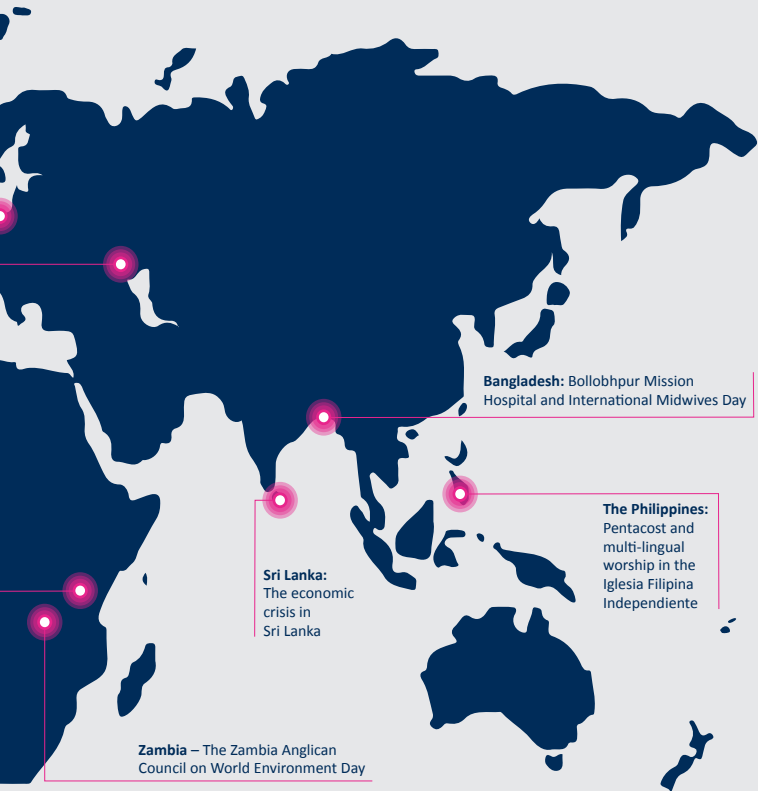 Bangladesh: Bollobhpur Mission
Hospital and International Midwives Day
The Philippines:
Pentacost and
multi-lingual
worship in the
Iglesia Filipina
Independiente
Sri Lanka:
The economic
crisis in
Sri Lanka
Zambia – The Zambia Anglican
Council on World Environment Day